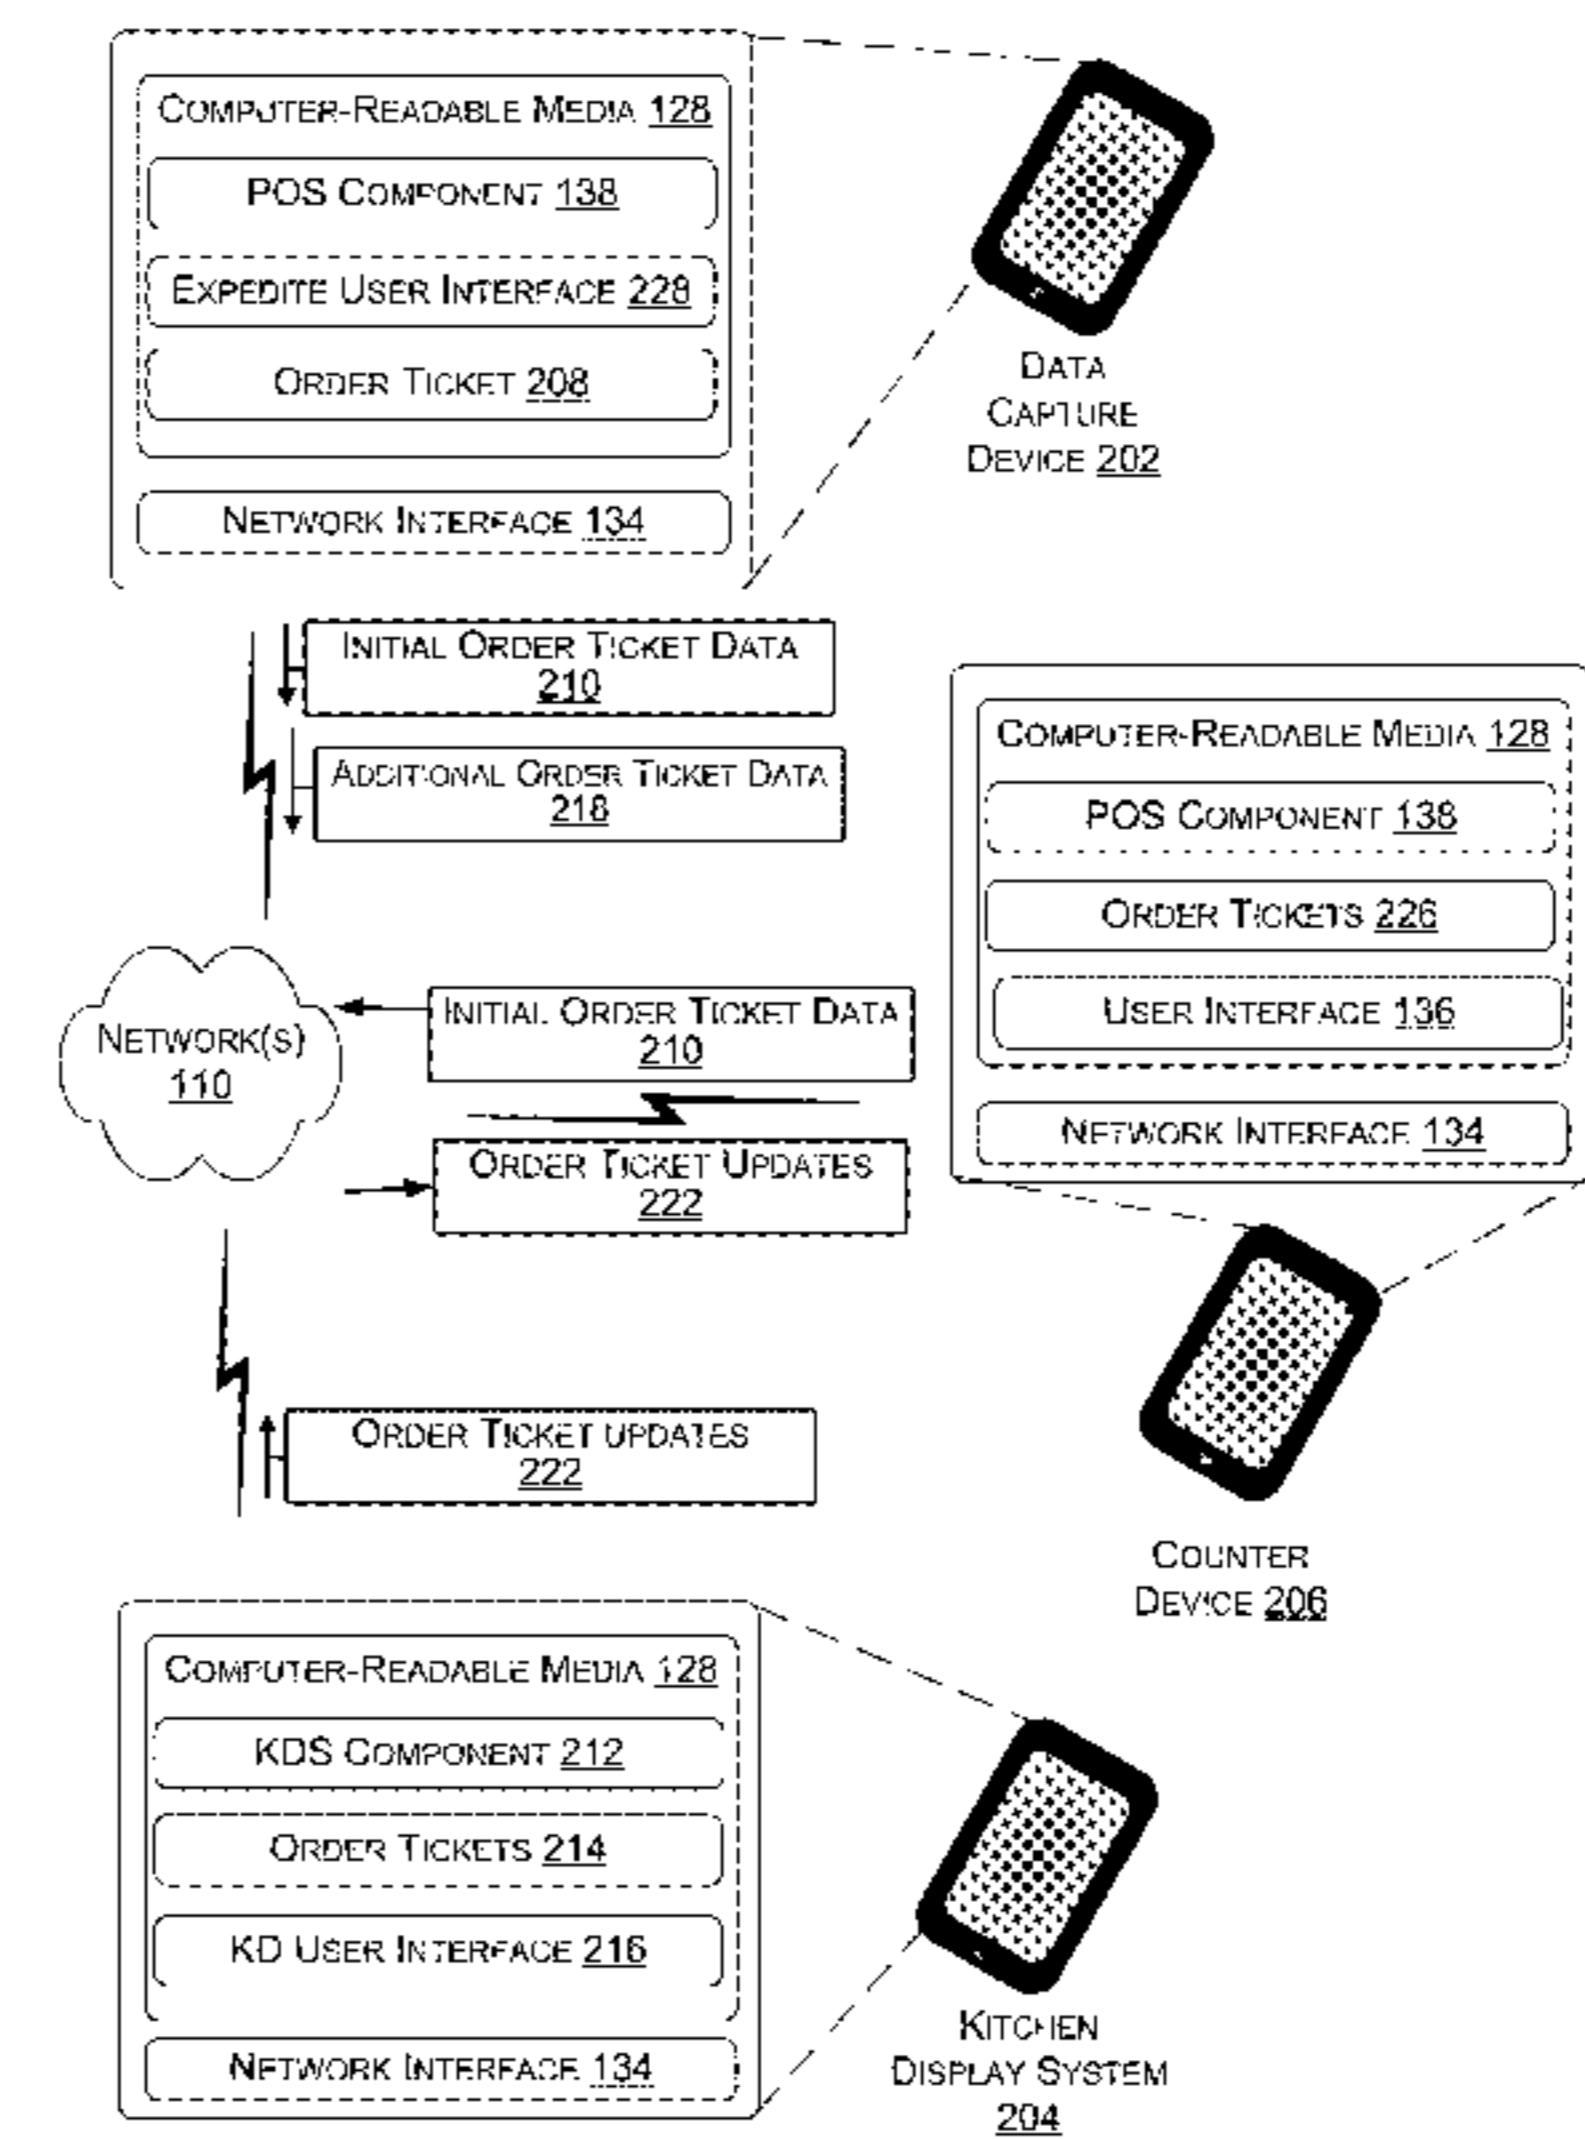 COMPUTER-READABLE MEDIA 128
POS COMPONENT 138
EXPEDITE USER INTERFACE 228
ORDER TICKET 208
NETWORK INTERFACE 134
DATA
CAPTURE
DEVICE 202
INITIAL ORDER TICKET DATA
210
ADDITIONAL ORDER TICKET DATA
218
COMPUTER-READABLE MEDIA 128
POS COMPONENT 138
ORDER TICKETS 226
USER INTERFACE 136
NETWORK INTERFACE 134
NETWORK(S)
110
INITIAL ORDER TICKET DATA
210
ORDER TICKET UPDATES
222
COUNTER
DEVICE 206
ORDER TICKET UPDATES
222
COMPUTER-READABLE MEDIA 128
KDS COMPONENT 212
ORDER TICKETS 214
KD USER INTERFACE 216
NETWORK INTERFACE 134
KITCHEN
DISPLAY SYSTEM
204